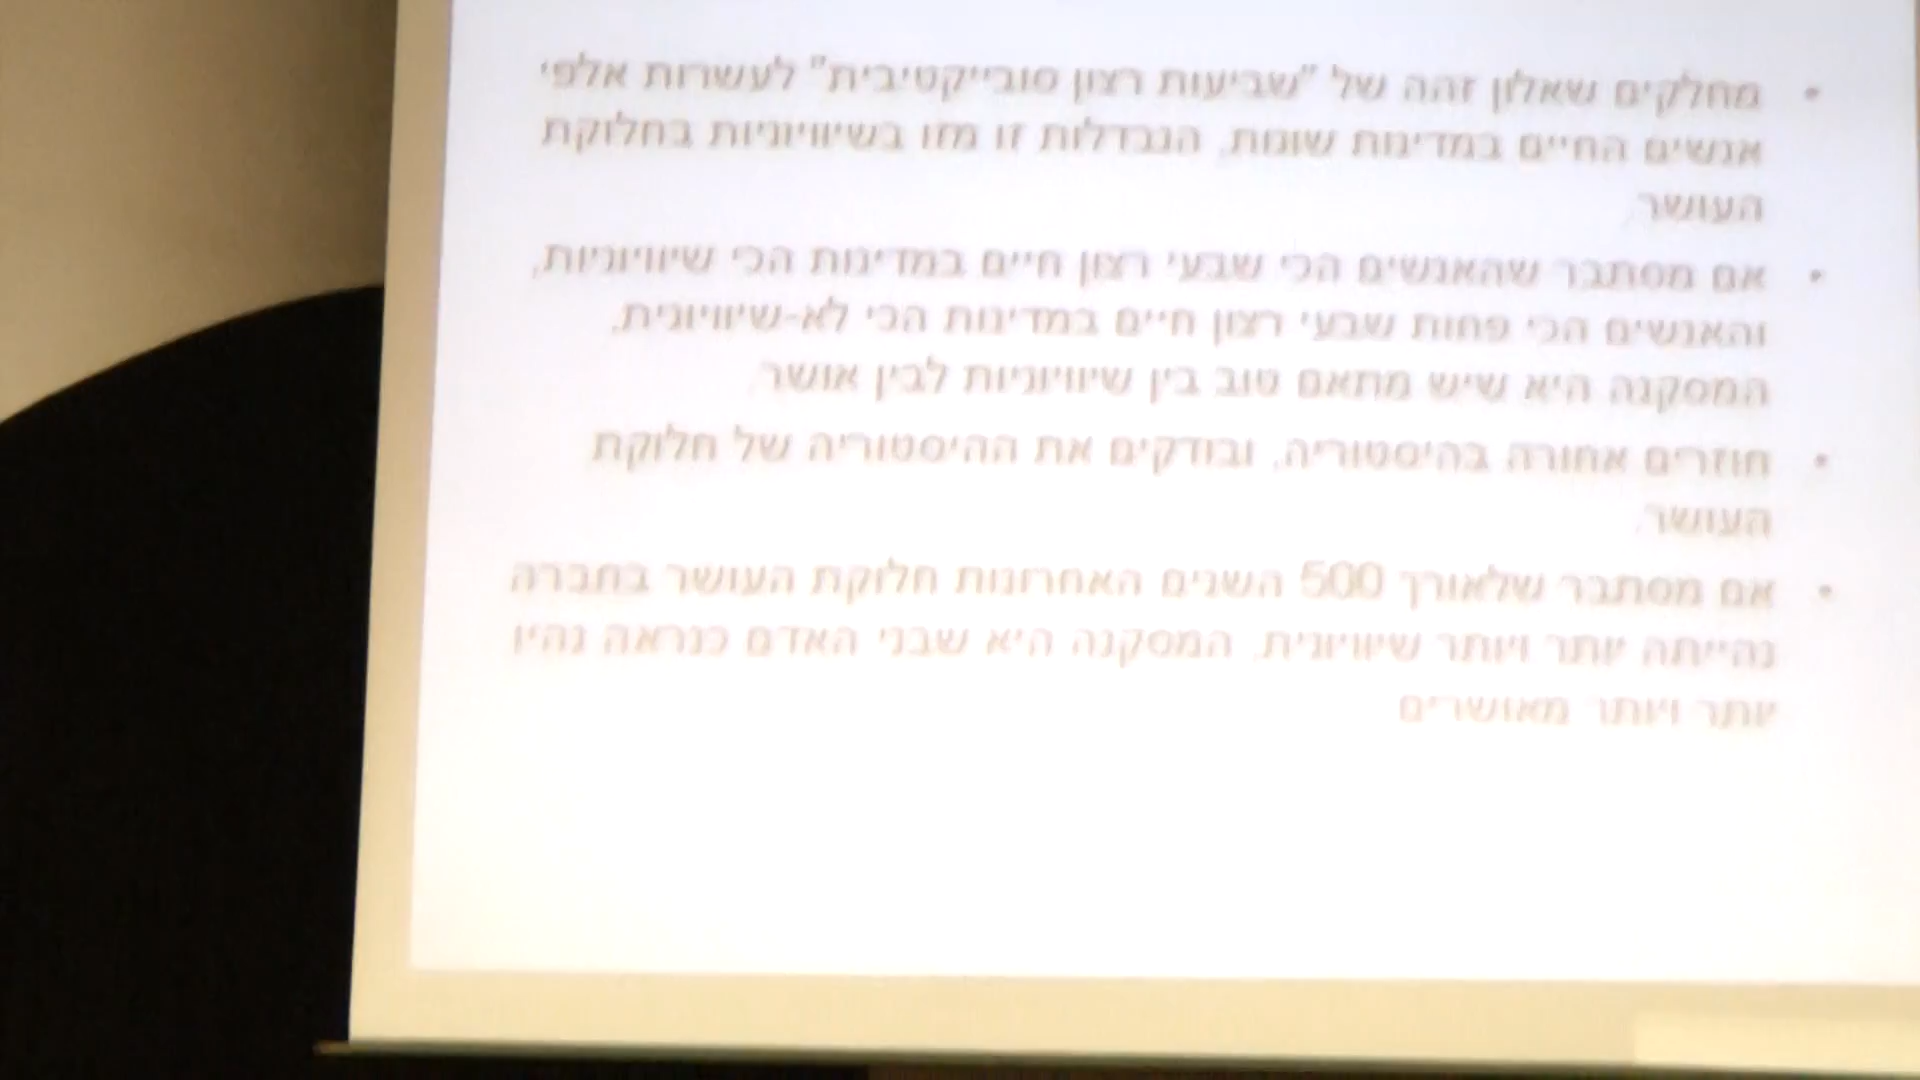 • מחלקים שאלון זהה של "שביעות רצון סובייקטיבית" לעשרות אלפי
אנשים החיים במדינות שונות, הנבדלות זו מזו בשיוויוניות בחלוקת
העושר.
• אם מסתבר שהאנשים הכי שבעי רצון חיים במדינות הכי שיוויוניות,
והאנשים הכי פחות שבעי רצון חיים במדינות הכי לא-שיוויונית,
המסקנה היא שיש מתאם טוב בין שיוויוניות לבין אושר.
• חוזרים אחורה בהיסטוריה, ובודקים את ההיסטוריה של חלוקת
העושר.
• אם מסתבר שלאורך 500 השנים האחרונות חלוקת העושר בחברה
נהייתה יותר ויותר שיוויונית, המסקנה היא שבני האדם כנראה נהיו
יותר ויותר מאושרים